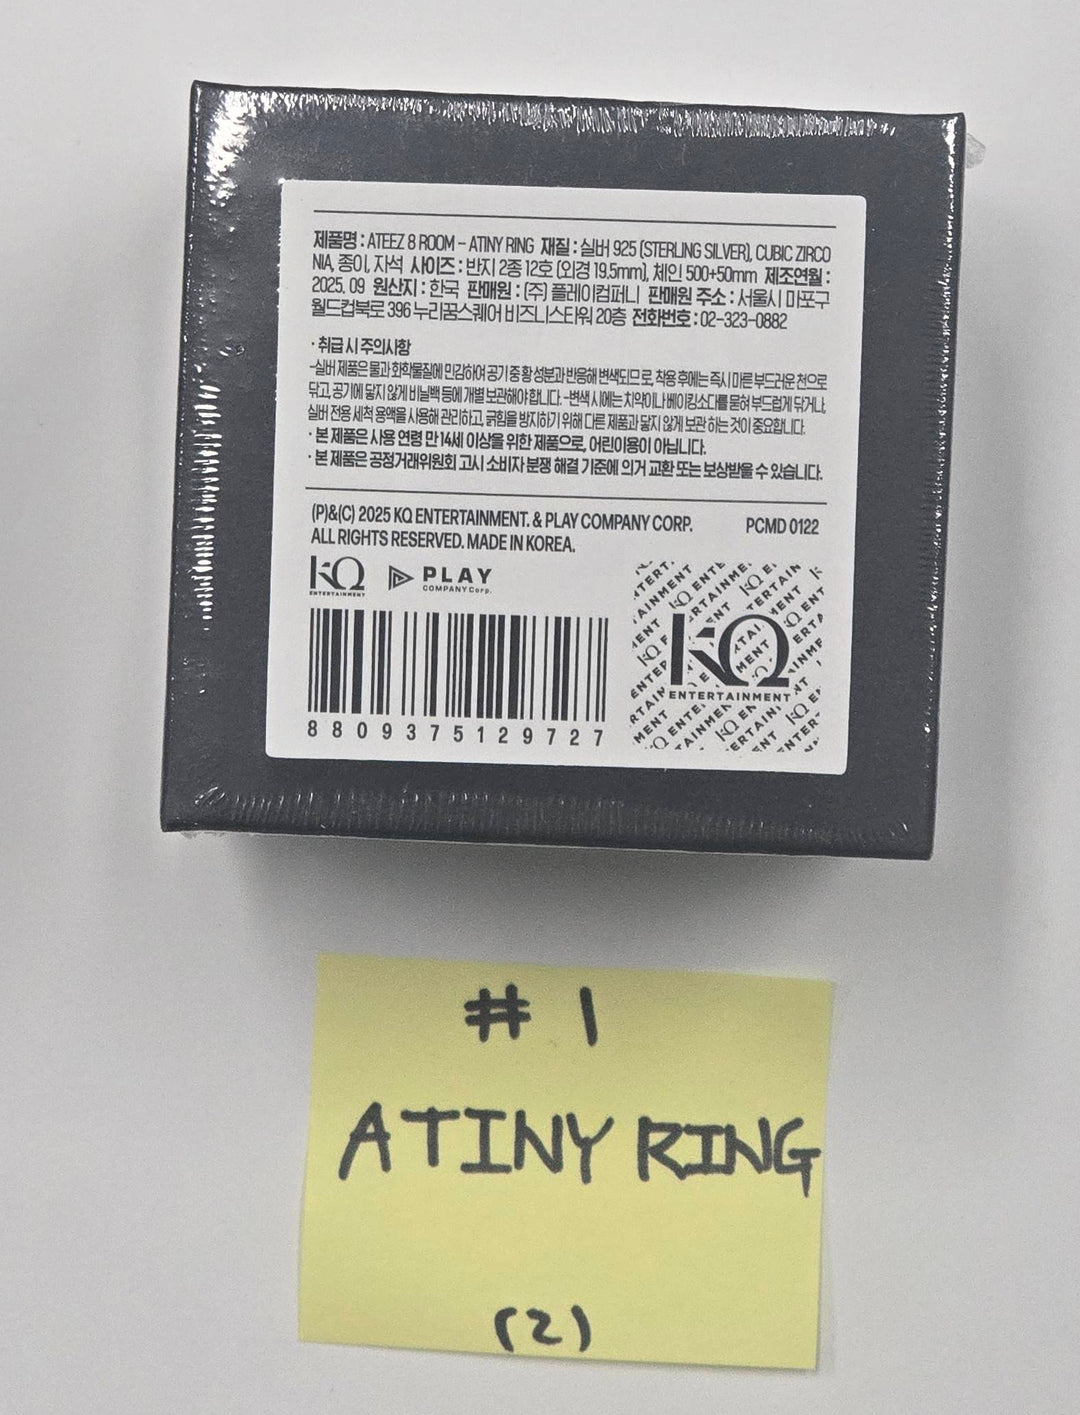 제품명 : ATEEZ 8 ROOM – ATINY RING 재질 : 실버 925 (STERLING SILVER), CUBIC ZIRCO
NIA, 종이, 자석 사이즈 : 반지 2종 12호 (외경 19.5mm), 체인 500+50mm 제조연월 :
2025. 09 원산지 : 한국 판매원 : (주) 플레이컴퍼니 판매원 주소 : 서울시 마포구
월드컵북로 396 누리꿈스퀘어 비즈니스타워 20층 전화번호 : 02-323-0882
· 취급 시 주의사항
-실버 제품은 물과 화학물질에 민감하여 공기 중 황 성분과 반응해 변색되므로, 착용 후에는 즉시 마른 부드러운 천으로
닦고, 공기에 닿지 않게 비닐백 등에 개별 보관해야 합니다. -변색 시에는 치약이나 베이킹소다를 묻혀 부드럽게 닦거나,
실버 전용 세척 용액을 사용해 관리하고, 긁힘을 방지하기 위해 다른 제품과 닿지 않게 보관 하는 것이 중요합니다.
· 본 제품은 사용 연령 만 14세 이상을 위한 제품으로, 어린이용이 아닙니다.
· 본 제품은 공정거래위원회 고시 소비자 분쟁 해결 기준에 의거 교환 또는 보상받을 수 있습니다.
(P)&(C) 2025 KQ ENTERTAINMENT. & PLAY COMPANY CORP. PCMD 0122
ALL RIGHTS RESERVED. MADE IN KOREA.
KQ ENTERTAINMENT PLAY COMPANY Corp.
KQ
ENTERTAINMENT
8809375129727
# 1
ATINY RING
(2)